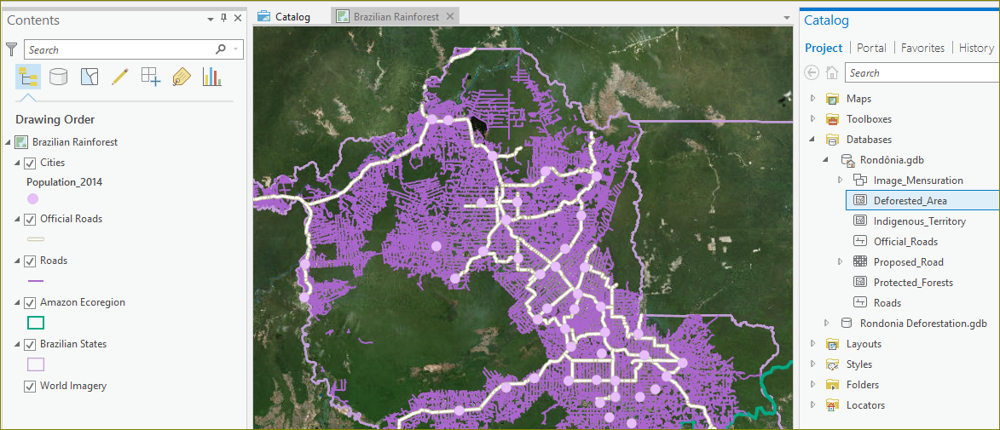 Contents
Search
Drawing Order
Brazilian Rainforest
Cities
Population_2014
Official Roads
Roads
Amazon Ecoregion
Brazilian States
World Imagery
Catalog
Brazilian Rainforest
Catalog
Project
Portal
Favorites
History
Search
Maps
Toolboxes
Databases
Rondônia.gdb
Image_Mensuration
Deforested_Area
Indigenous_Territory
Official_Roads
Proposed_Road
Protected_Forests
Roads
Rondonia Deforestation.gdb
Layouts
Styles
Folders
Locators